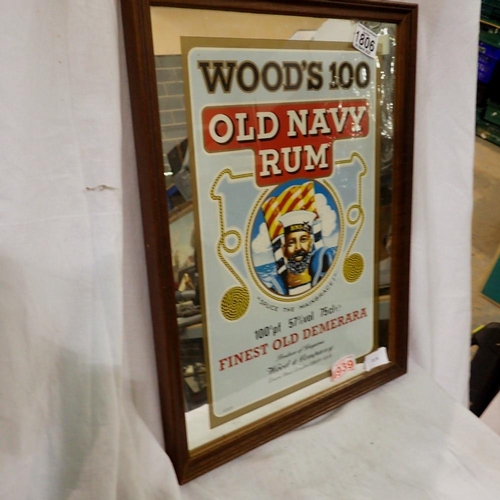 1806
WOOD'S 100
OLD NAVY
RUM
"SPLICE THE MAINBRACE"
100°pf 57%vol 75cl e
FINEST OLD DEMERARA
Wood & Company
939